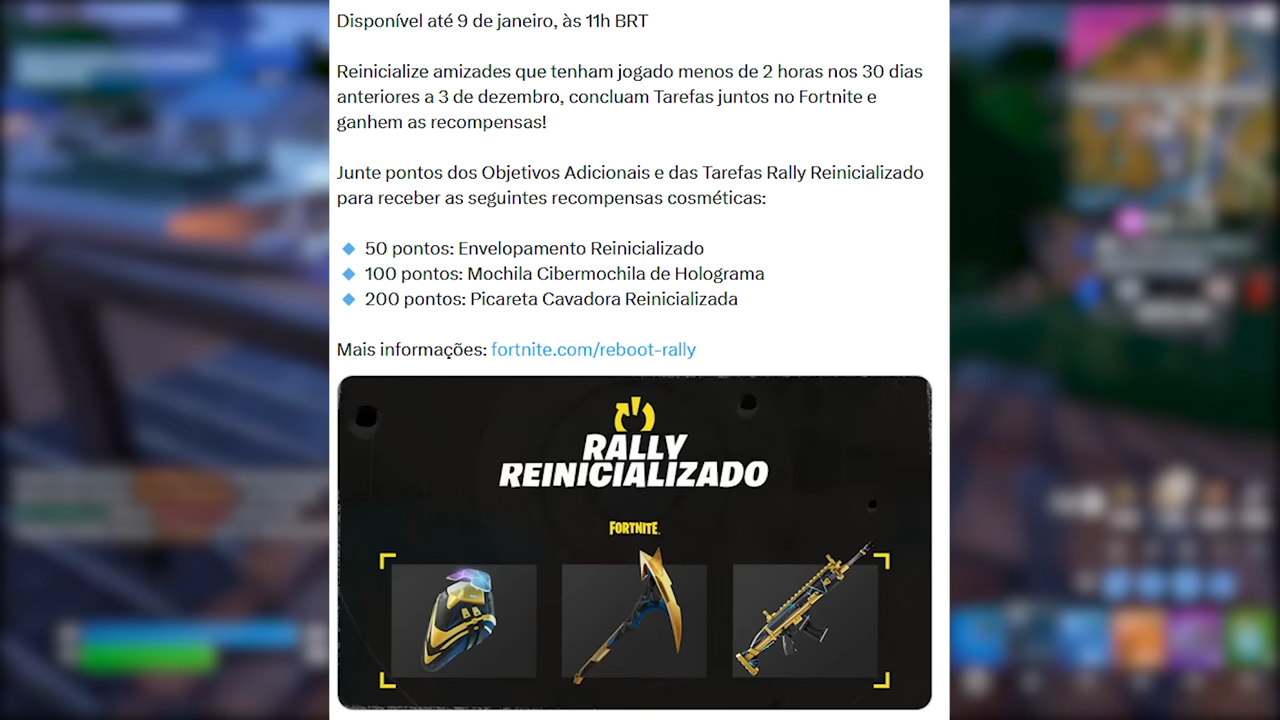 Disponível até 9 de janeiro, às 11h BRT
Reinicialize amizades que tenham jogado menos de 2 horas nos 30 dias
anteriores a 3 de dezembro, concluam Tarefas juntos no Fortnite e
ganhem as recompensas!
Junte pontos dos Objetivos Adicionais e das Tarefas Rally Reinicializado
para receber as seguintes recompensas cosméticas:
50 pontos: Envelopamento Reinicializado
100 pontos: Mochila Cibermochila de Holograma
200 pontos: Picareta Cavadora Reinicializada
Mais informações: fortnite.com/reboot-rally
RALLY
REINICIALIZADO
FORTNITE